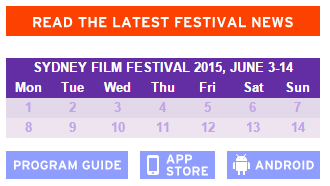 READ THE LATEST FESTIVAL NEWS
SYDNEY FILM FESTIVAL 2015, JUNE 3-14
Mon Tue Wed Thu Fri Sat Sun
1 2 3 4 5 6 7
8 9 10 11 12 13 14
PROGRAM GUIDE APP STORE ANDROID